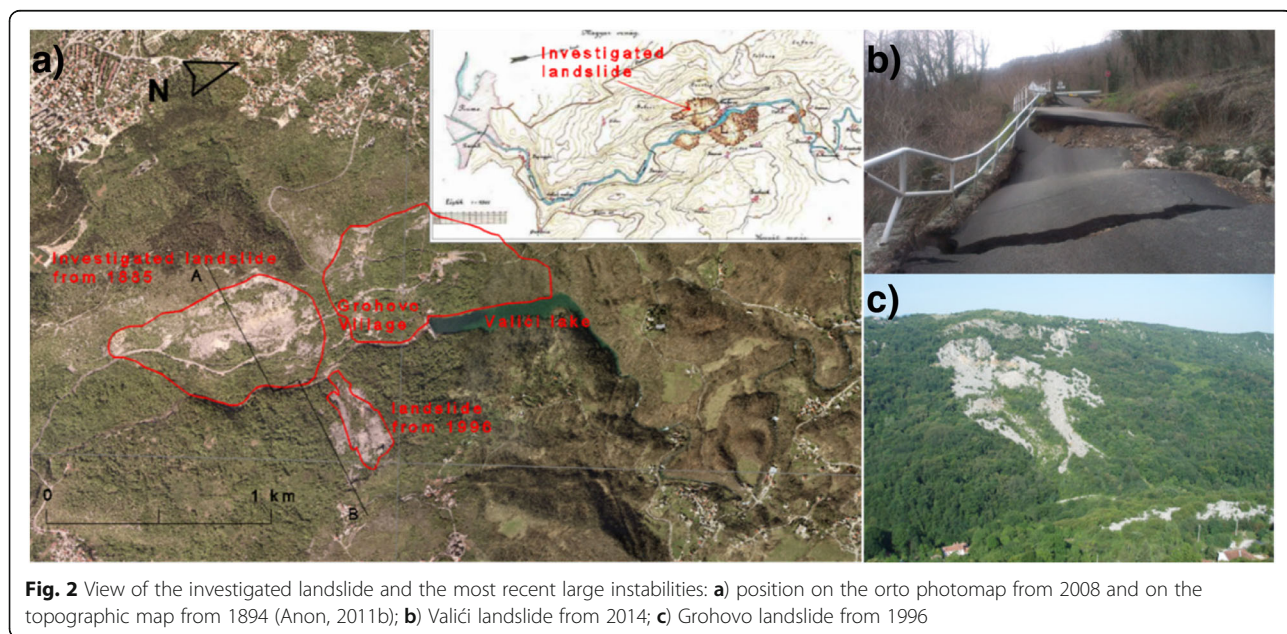 a)
N
Investigated
landslide
Investigated landslide
from 1885
A
Grohovo
Village
Valići lake
landslide
from 1996
0
1 km
B
b)
c)
Fig. 2 View of the investigated landslide and the most recent large instabilities: a) position on the orto photomap from 2008 and on the
topographic map from 1894 (Anon, 2011b); b) Valići landslide from 2014; c) Grohovo landslide from 1996